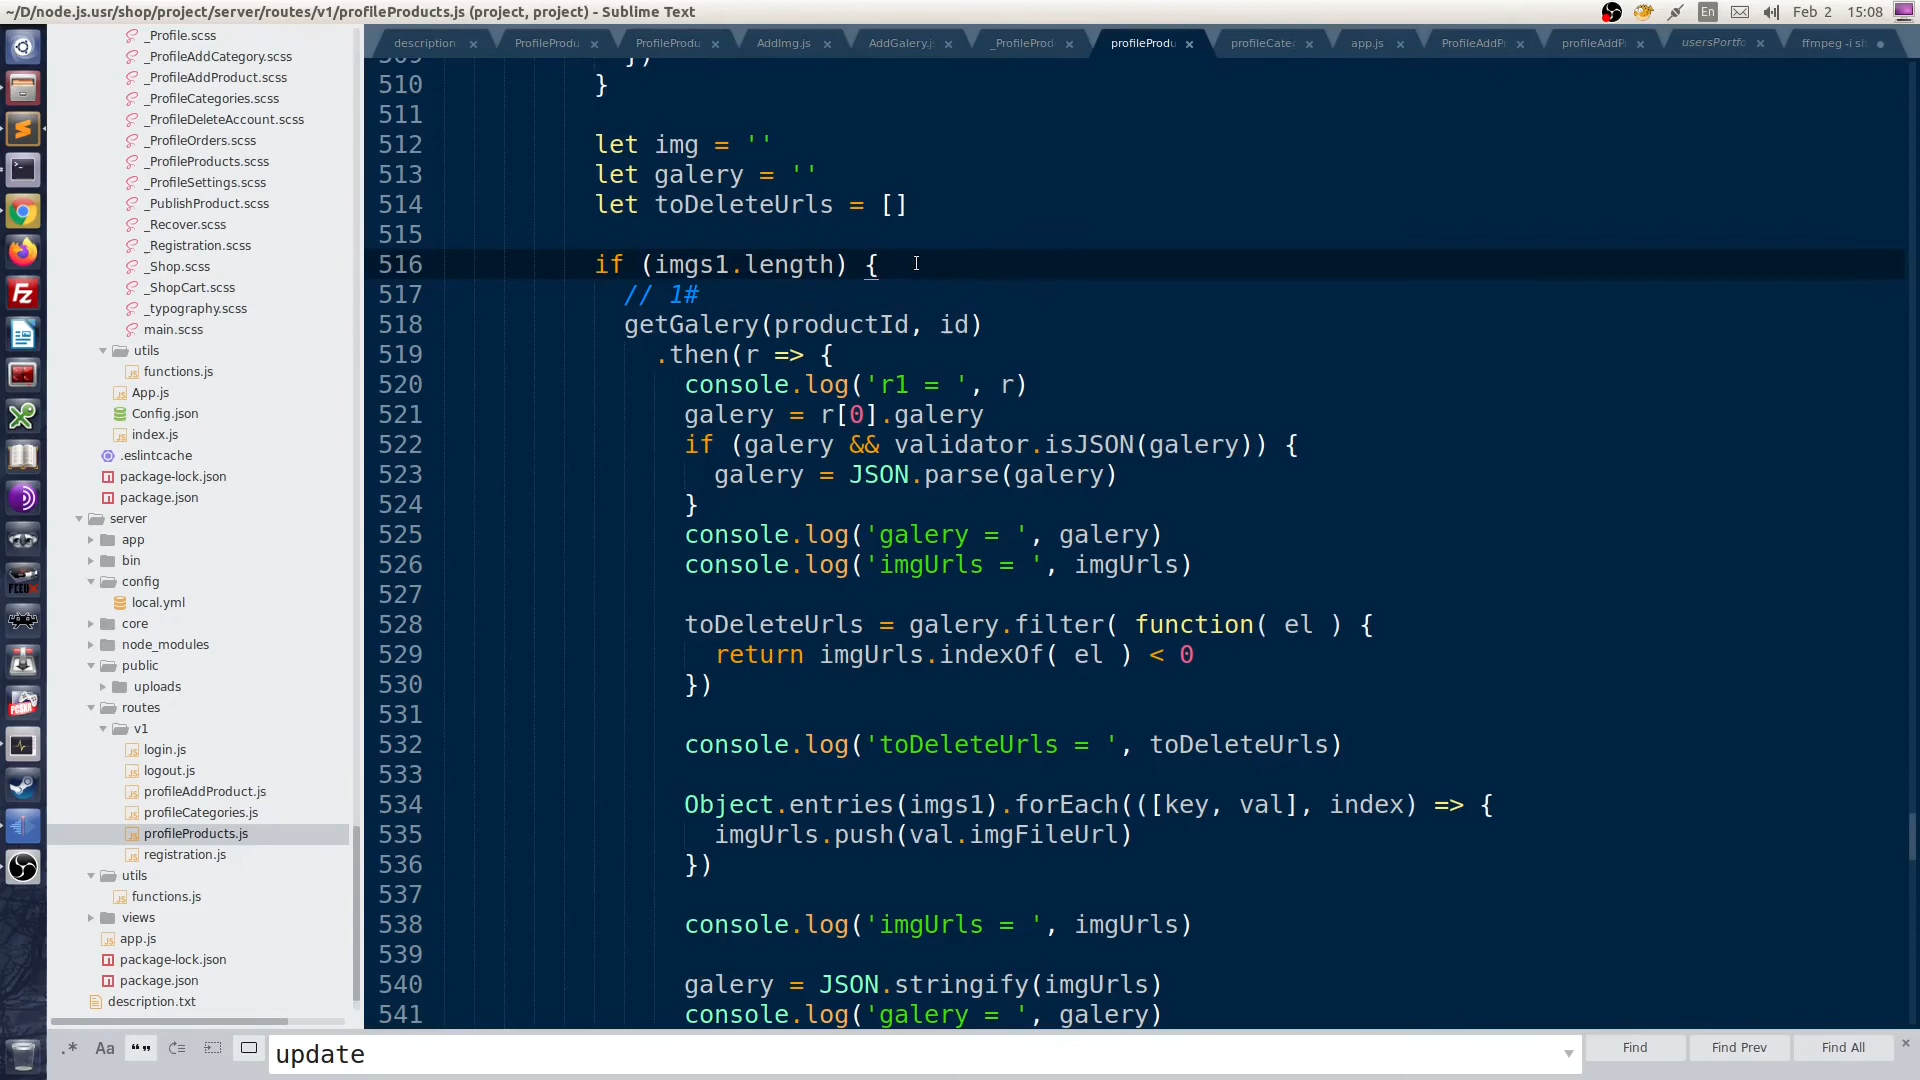 ~/D/node.js.usr/shop/project/server/routes/v1/profileProducts.js (project, project) - Sublime Text
En
Feb 2
15:08
description ×
ProfileProdu ×
ProfileProdu ×
AddImg.js ×
AddGalery.j ×
_ProfileProd ×
profileProdu ×
profileCate ×
app.js ×
ProfileAddP ×
profileAddP ×
usersPortfo ×
ffmpeg -i sh
_Profile.scss
_ProfileAddCategory.scss
_ProfileAddProduct.scss
_ProfileCategories.scss
_ProfileDeleteAccount.scss
_ProfileOrders.scss
_ProfileProducts.scss
_ProfileSettings.scss
_PublishProduct.scss
_Recover.scss
_Registration.scss
_Shop.scss
_ShopCart.scss
_typography.scss
main.scss
utils
functions.js
App.js
Config.json
index.js
.eslintcache
package-lock.json
package.json
server
app
bin
config
local.yml
core
node_modules
public
uploads
routes
v1
login.js
logout.js
profileAddProduct.js
profileCategories.js
profileProducts.js
registration.js
utils
functions.js
views
app.js
package-lock.json
package.json
description.txt
509 })
510 }
511
512 let img = ''
513 let galery = ''
514 let toDeleteUrls = []
515
516 if (imgs1.length) {
517 // 1#
518 getGalery(productId, id)
519 .then(r => {
520 console.log('r1 = ', r)
521 galery = r[0].galery
522 if (galery && validator.isJSON(galery)) {
523 galery = JSON.parse(galery)
524 }
525 console.log('galery = ', galery)
526 console.log('imgUrls = ', imgUrls)
527
528 toDeleteUrls = galery.filter( function( el ) {
529 return imgUrls.indexOf( el ) < 0
530 })
531
532 console.log('toDeleteUrls = ', toDeleteUrls)
533
534 Object.entries(imgs1).forEach(([key, val], index) => {
535 imgUrls.push(val.imgFileUrl)
536 })
537
538 console.log('imgUrls = ', imgUrls)
539
540 galery = JSON.stringify(imgUrls)
541 console.log('galery = ', galery)
.* Aa “” update Find Find Prev Find All ×